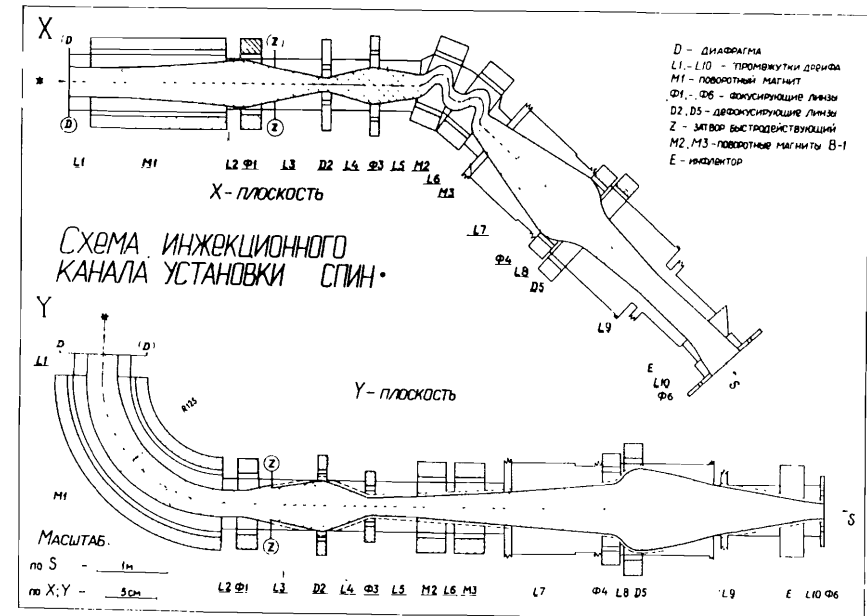 X
(D)
(Z)
*
D
Z
L1 M1 L2 Ф1 L3 D2 L4 Ф3 L5 M2
L6
M3
X-ПЛОСКОСТЬ
L7
Ф4
L8
D5
L9
E
L10
Ф6
-S
D - ДИАФРАГМА
L1,-L10 - ПРОМЕЖУТКИ ДРИФА
M1 - ПОВОРОТНЫЙ МАГНИТ
Ф1,-Ф6 - ФОКУСИРУЮЩИЕ ЛИНЗЫ
D2, D5 - ДЕФОКУСИРУЮЩИЕ ЛИНЗЫ
Z - ЗАТВОР БЫСТРОДЕЙСТВУЮЩИЙ
M2, M3 - ПОВОРОТНЫЕ МАГНИТЫ В-1
E - ИНФЛЕКТОР
СХЕМА ИНЖЕКЦИОННОГО
КАНАЛА УСТАНОВКИ СПИН
Y
*
D (D)
L1
R125
Y-ПЛОСКОСТЬ
Z
M1
-S
Z
МАСШТАБ.
по S - 1м
по X; Y - 5см
L2 Ф1 L3 D2 L4 Ф3 L5 M2 L6 M3 L7 Ф4 L8 D5 L9 E L10 Ф6